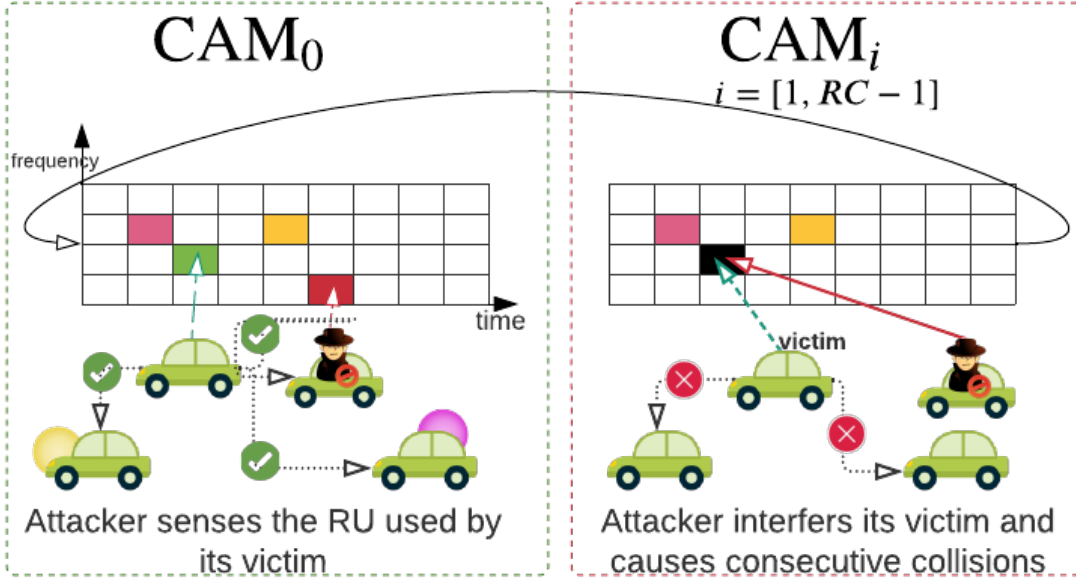 CAM₀
frequency
time
Attacker senses the RU used by
its victim
CAMᵢ
i = [1, RC − 1]
victim
Attacker interfers its victim and
causes consecutive collisions